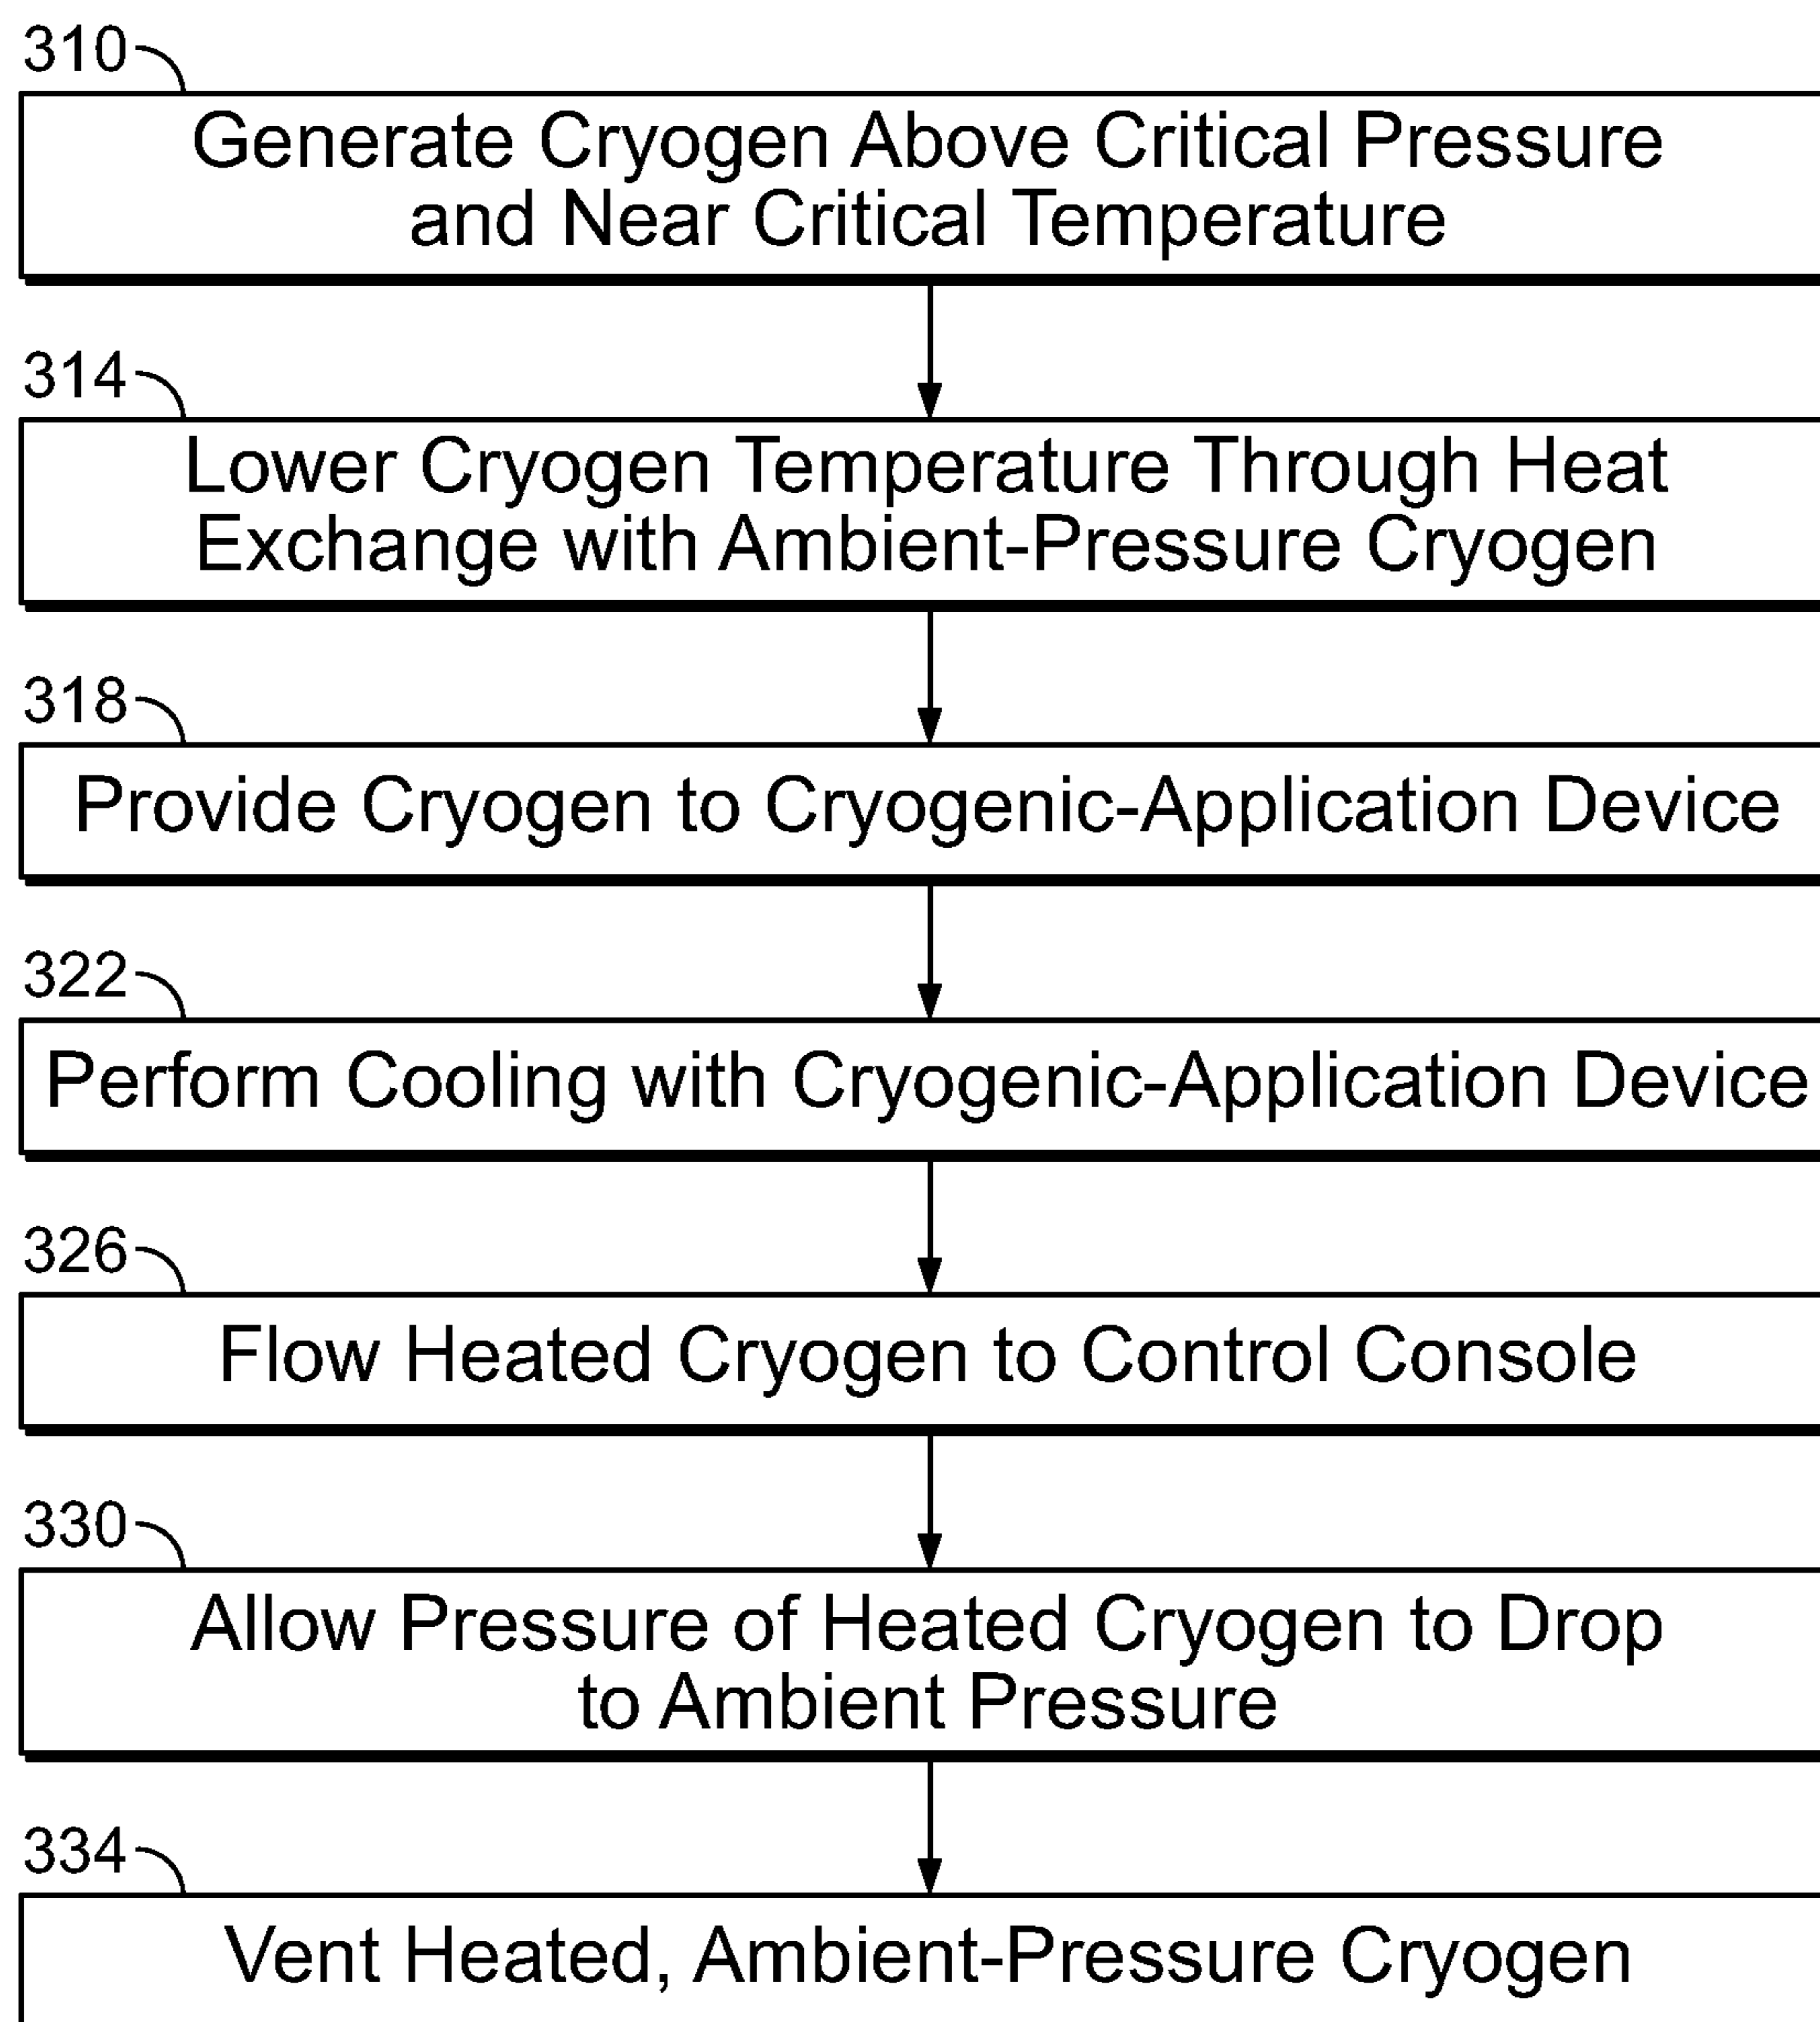 310
Generate Cryogen Above Critical Pressure
and Near Critical Temperature
314
Lower Cryogen Temperature Through Heat
Exchange with Ambient-Pressure Cryogen
318
Provide Cryogen to Cryogenic-Application Device
322
Perform Cooling with Cryogenic-Application Device
326
Flow Heated Cryogen to Control Console
330
Allow Pressure of Heated Cryogen to Drop
to Ambient Pressure
334
Vent Heated, Ambient-Pressure Cryogen